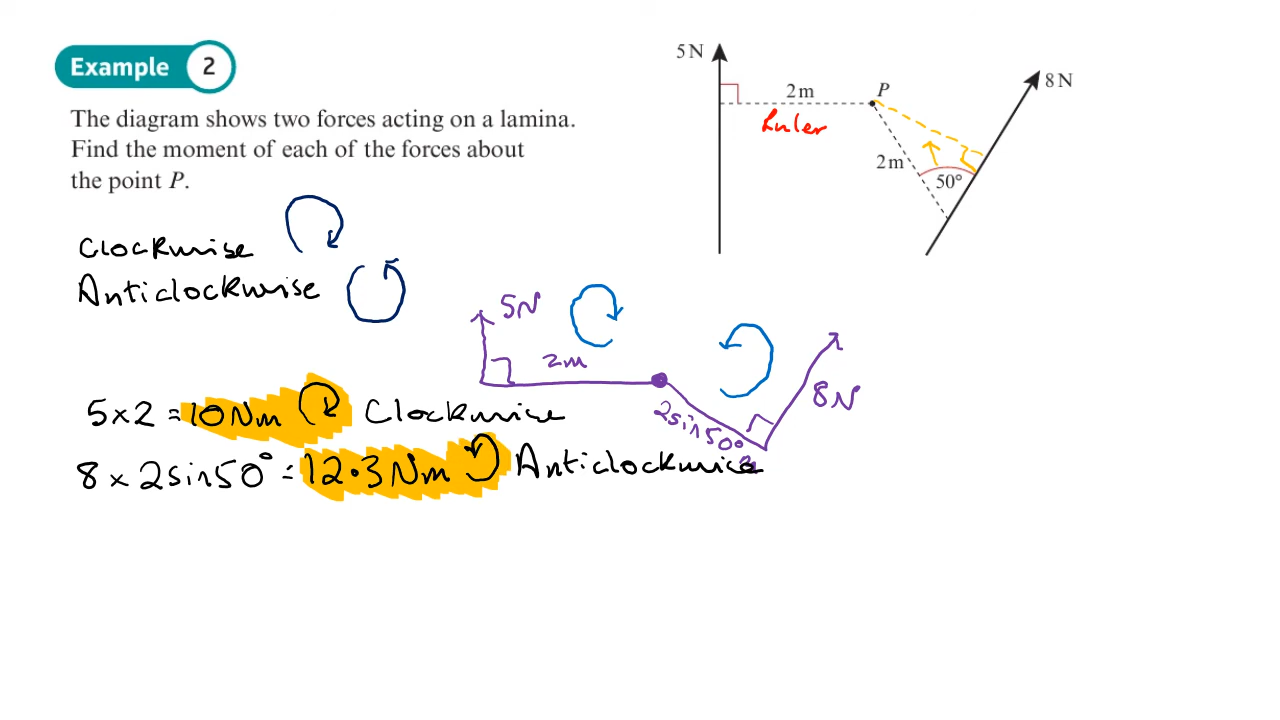 Example 2
The diagram shows two forces acting on a lamina.
Find the moment of each of the forces about
the point P.
5 N
2 m
P
8 N
Ruler
2 m
50°
Clockwise
Anticlockwise
5N
2m
8N
2sin50°
5×2 = 10Nm Clockwise
8 × 2sin50° = 12.3Nm Anticlockwise